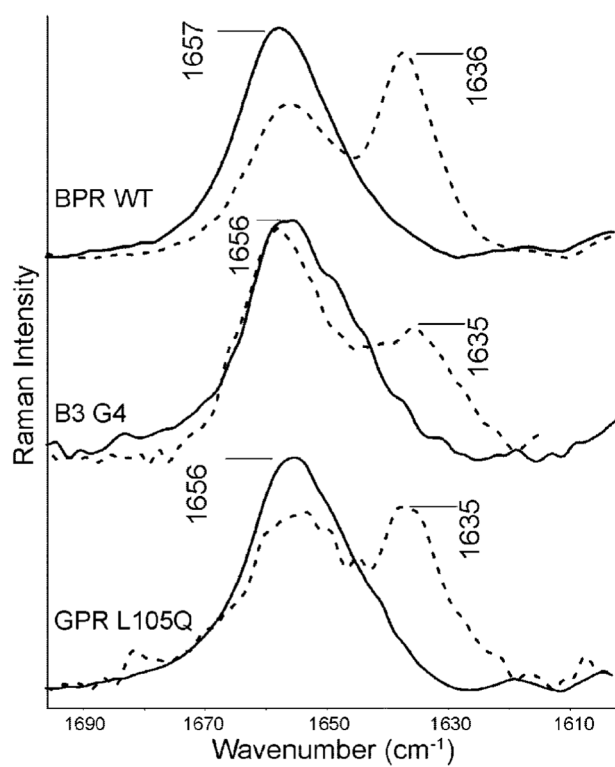 1657
1636
BPR WT
1656
1635
B3 G4
1656
1635
GPR L105Q
Raman Intensity
1690 1670 1650 1630 1610
Wavenumber (cm-1)